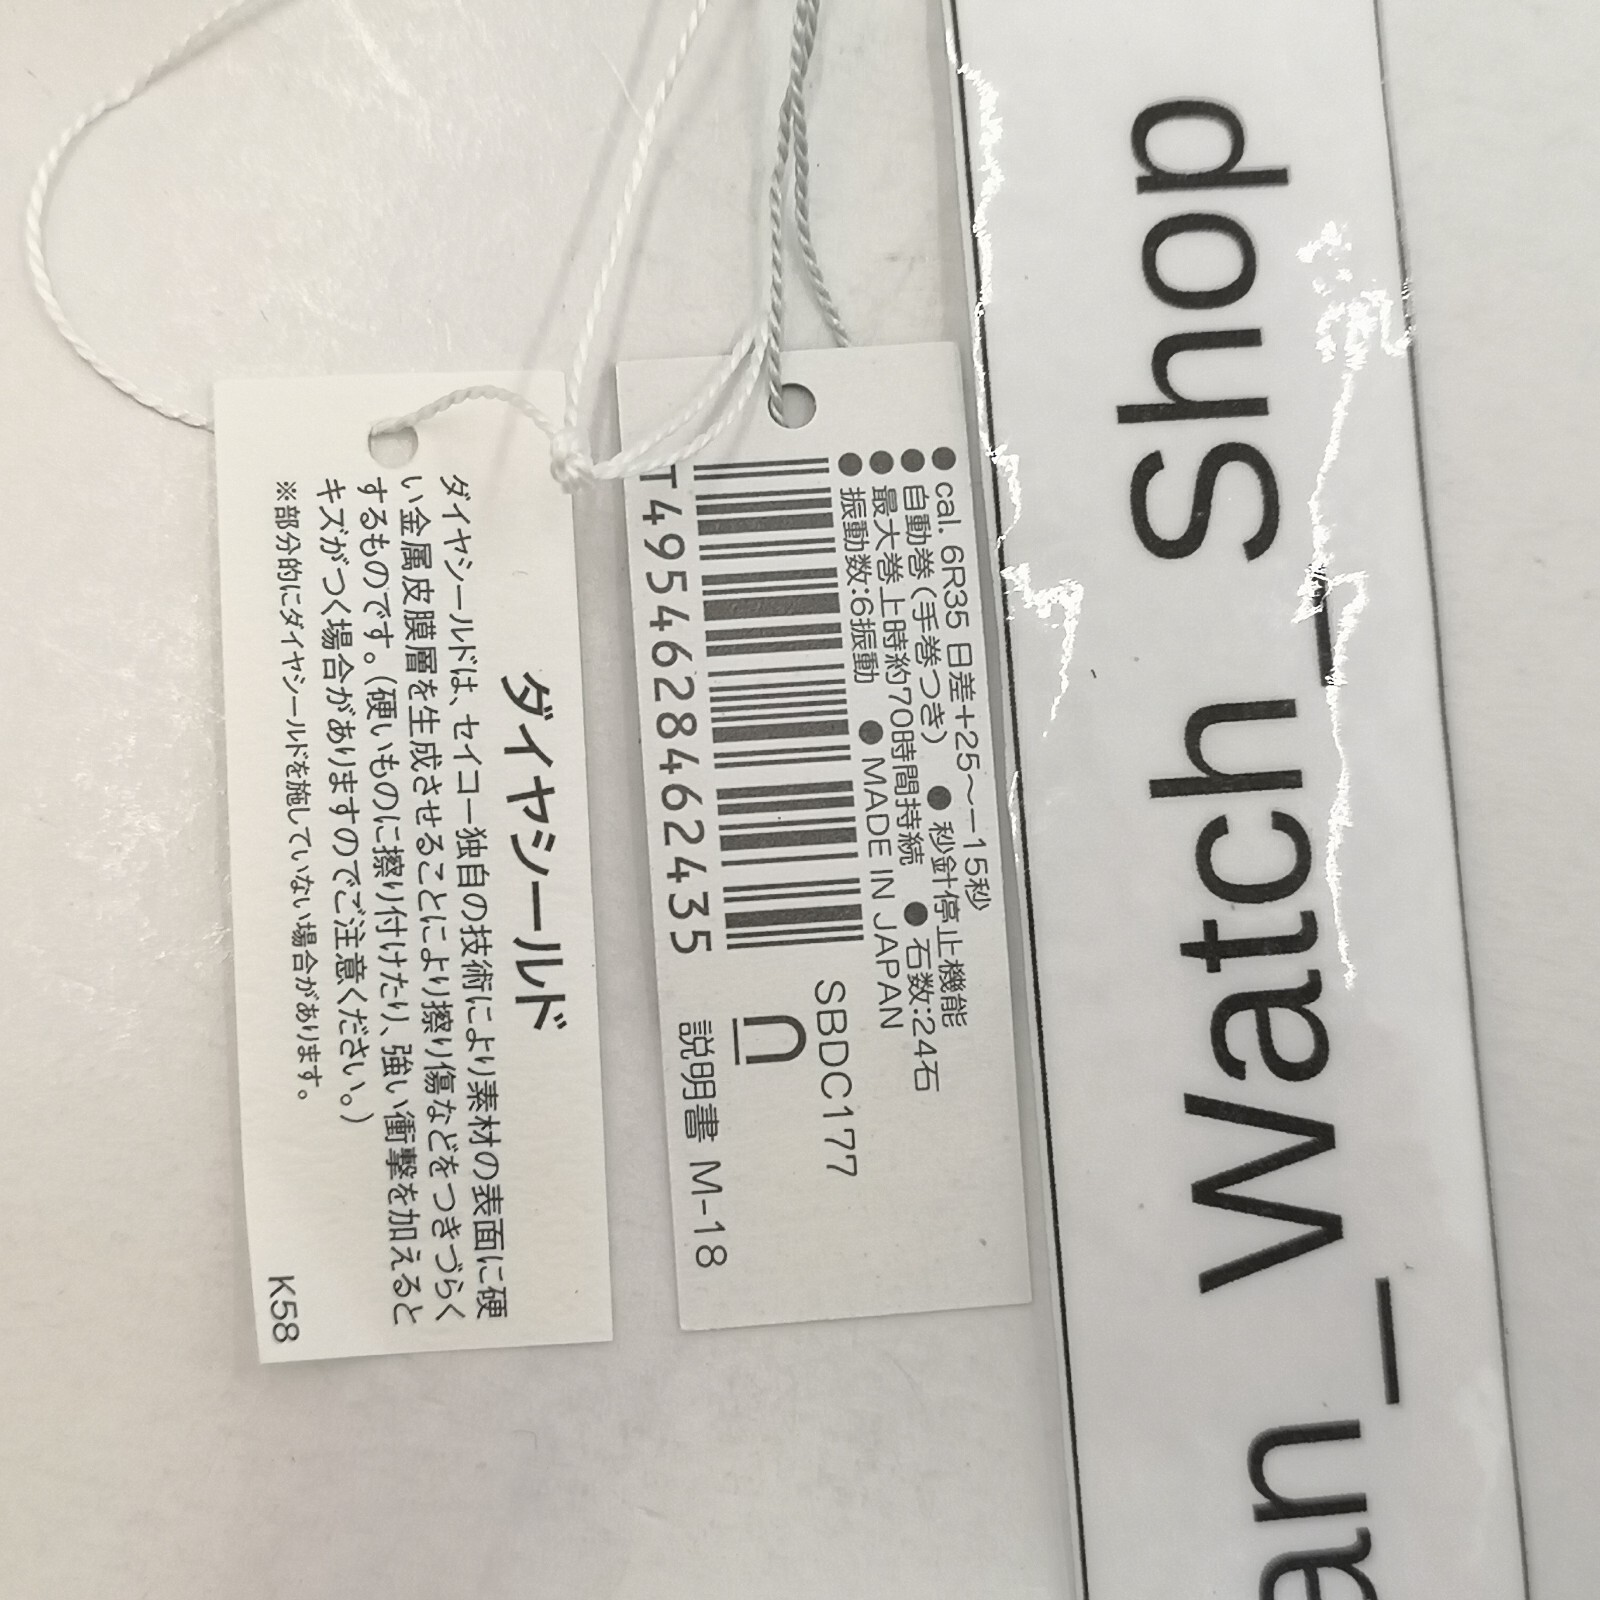 ダイヤシールド
ダイヤシールドは、セイコー独自の技術により素材の表面に硬
い金属皮膜層を生成させることにより擦り傷などをつきづらく
するものです。(硬いものに擦り付けたり、強い衝撃を加えると
キズがつく場合がありますのでご注意ください。)
※部分的にダイヤシールドを施していない場合があります。
K58
●cal. 6R35 日差+25〜−15秒
●自動巻(手巻つき) ●秒針停止機能
●最大巻上時約70時間持続 ●石数:24石
●振動数:6振動 ●MADE IN JAPAN
SBDC177
T4954628462435
説明書 M-18
an_Watch_Shop